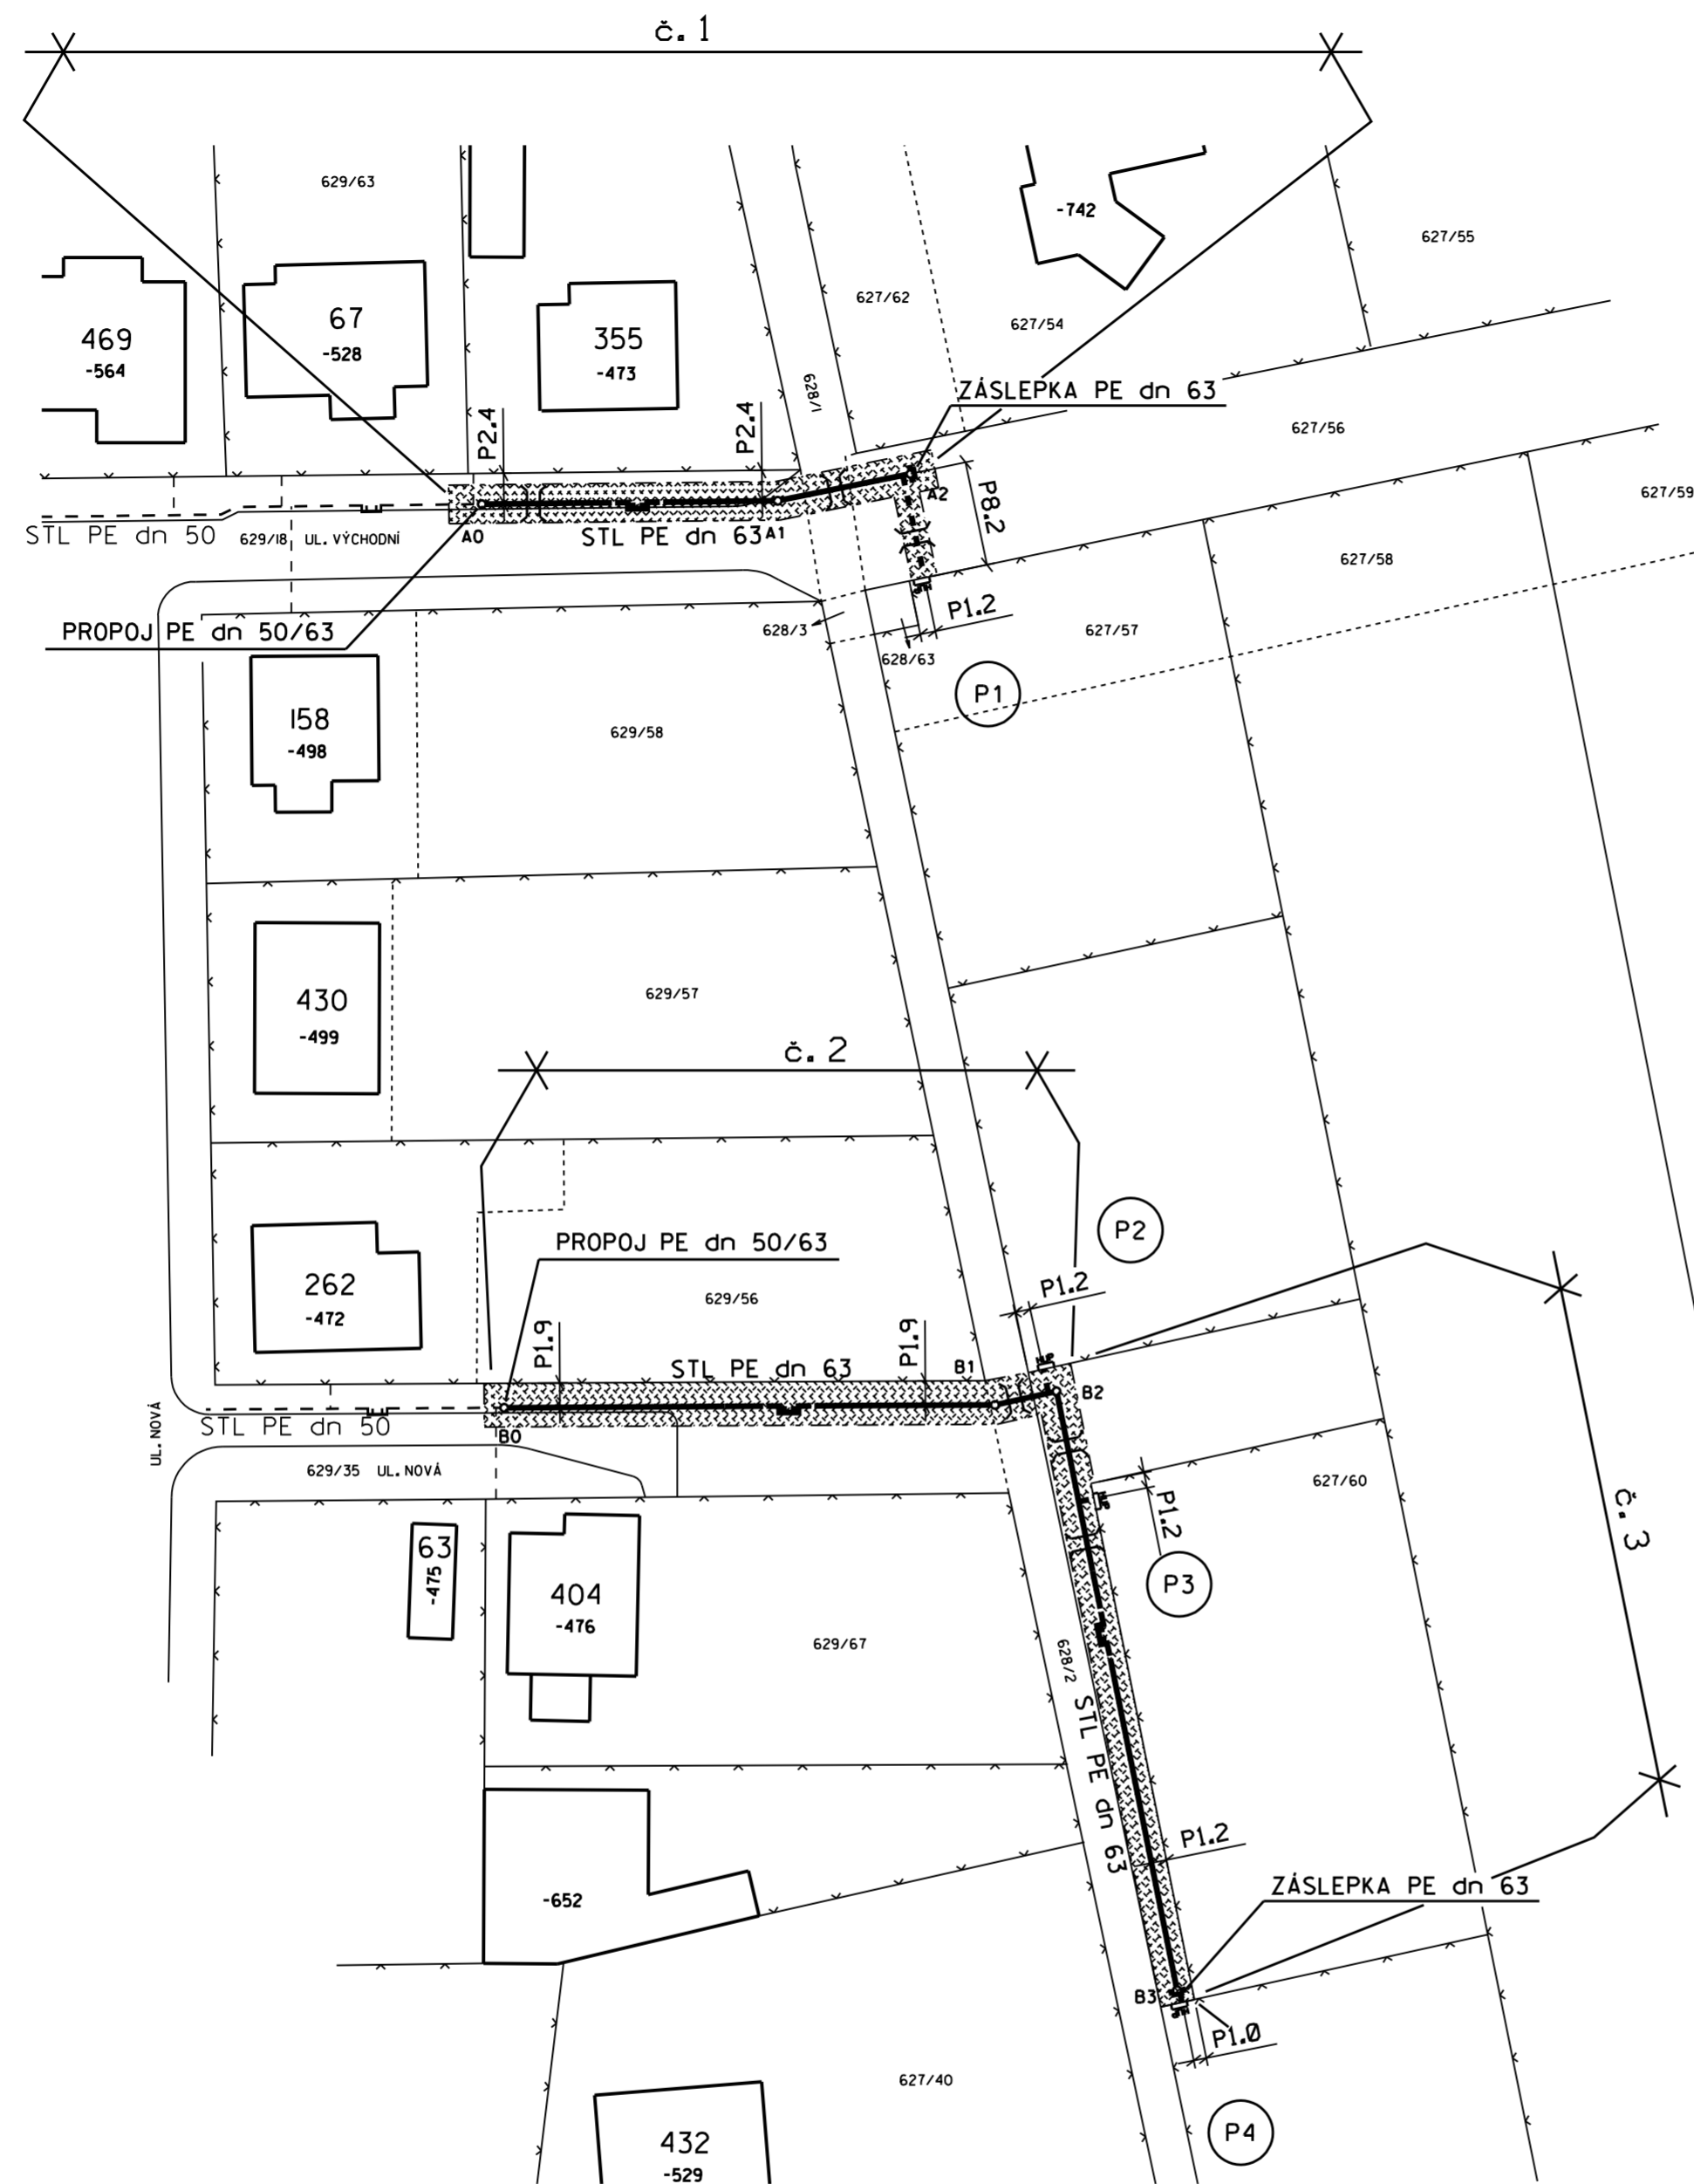 č. 1
629/63
-742
627/55
627/62
627/54
67
-528
469
-564
355
-473
628/1
ZÁSLEPKA PE dn 63
627/56
P2.4
P2.4
A2
P8.2
627/59
STL PE dn 50
629/18 UL. VÝCHODNÍ
A0
STL PE dn 63
A1
627/58
P1.2
PROPOJ PE dn 50/63
628/3
627/57
628/63
P1
158
-498
629/58
430
-499
629/57
č. 2
P2
PROPOJ PE dn 50/63
262
-472
629/56
P1.2
P1.9
P1.9
STL PE dn 63
B1
B2
STL PE dn 50
B0
UL. NOVÁ
629/35 UL. NOVÁ
627/60
P1.2
č. 3
63
-475
404
-476
P3
629/67
628/2
STL PE dn 63
P1.2
-652
ZÁSLEPKA PE dn 63
B3
P1.0
627/40
P4
432
-529